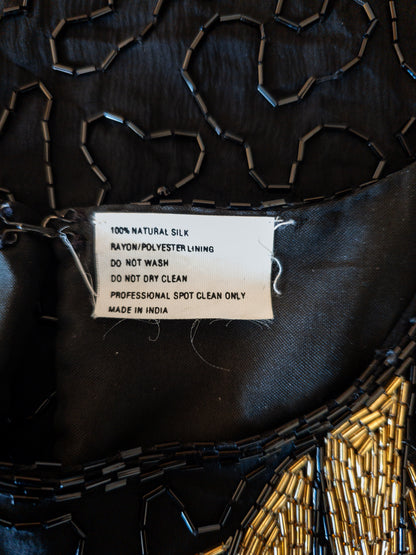 100% NATURAL SILK
RAYON/POLYESTER LINING
DO NOT WASH
DO NOT DRY CLEAN
PROFESSIONAL SPOT CLEAN ONLY
MADE IN INDIA